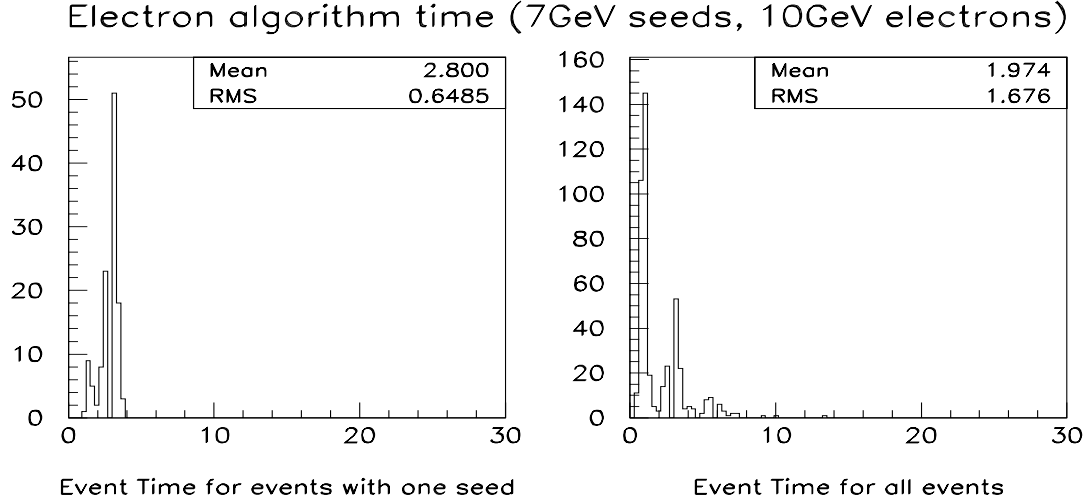 Electron algorithm time (7GeV seeds, 10GeV electrons)
Mean 2.800
RMS 0.6485
50
40
30
20
10
0
0 10 20 30
Event Time for events with one seed
Mean 1.974
RMS 1.676
160
140
120
100
80
60
40
20
0
0 10 20 30
Event Time for all events